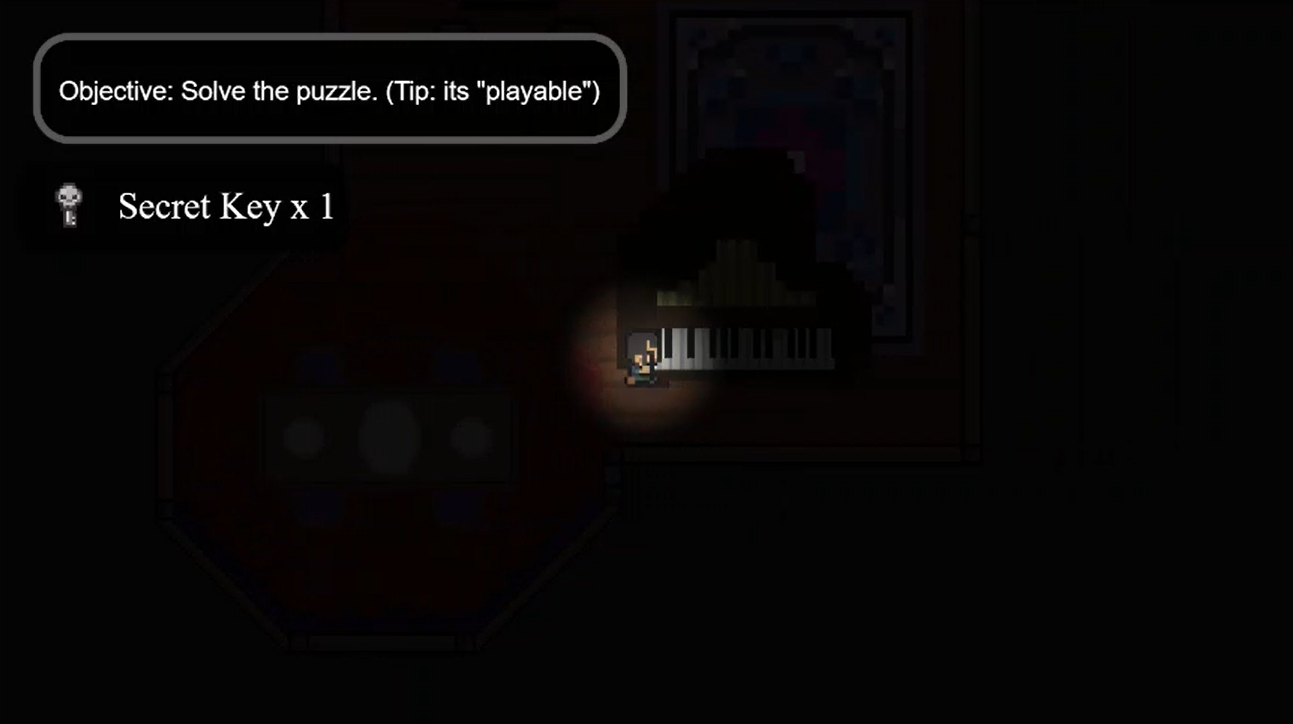 Objective: Solve the puzzle. (Tip: its "playable")
Secret Key x 1